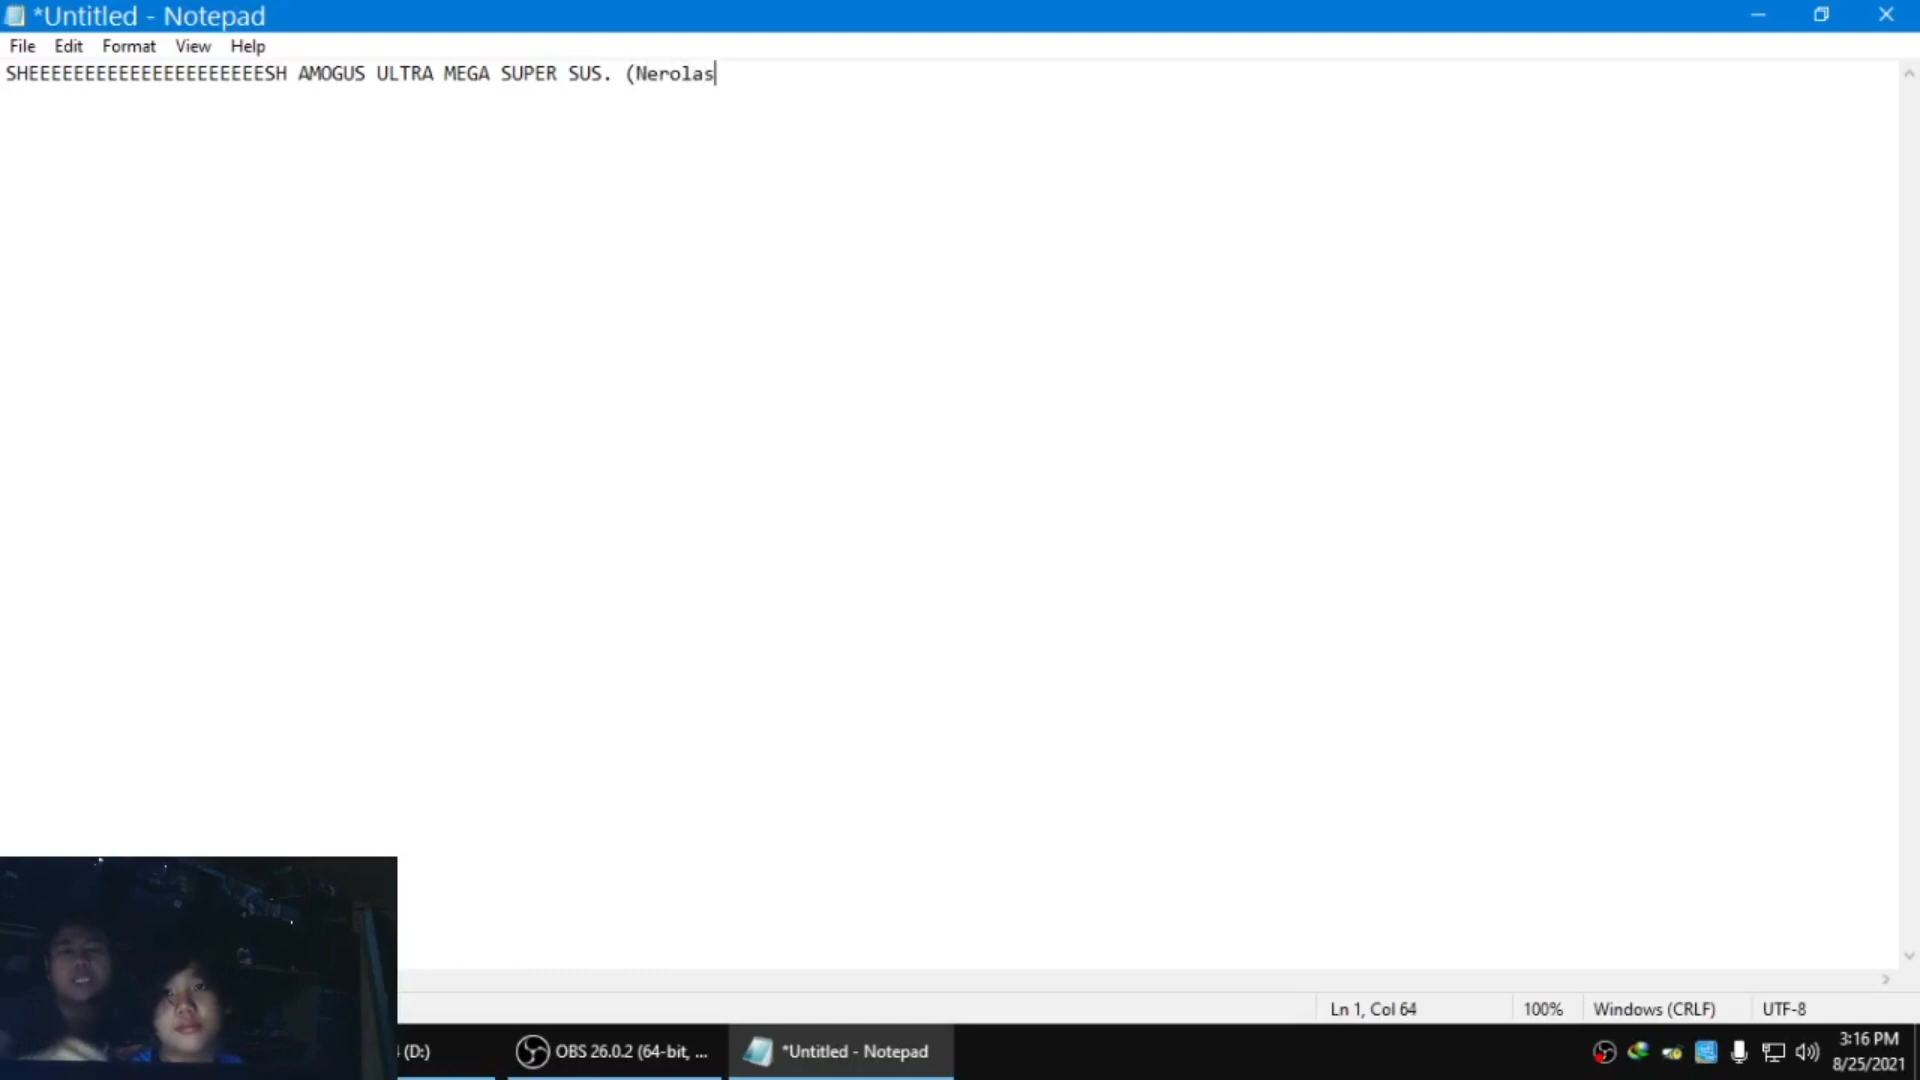 *Untitled - Notepad
File Edit Format View Help
SHEEEEEEEEEEEEEEEEEEEEESH AMOGUS ULTRA MEGA SUPER SUS. (Nerolas
Ln 1, Col 64 100% Windows (CRLF) UTF-8
(D:) OBS 26.0.2 (64-bit, ... *Untitled - Notepad 3:16 PM
8/25/2021